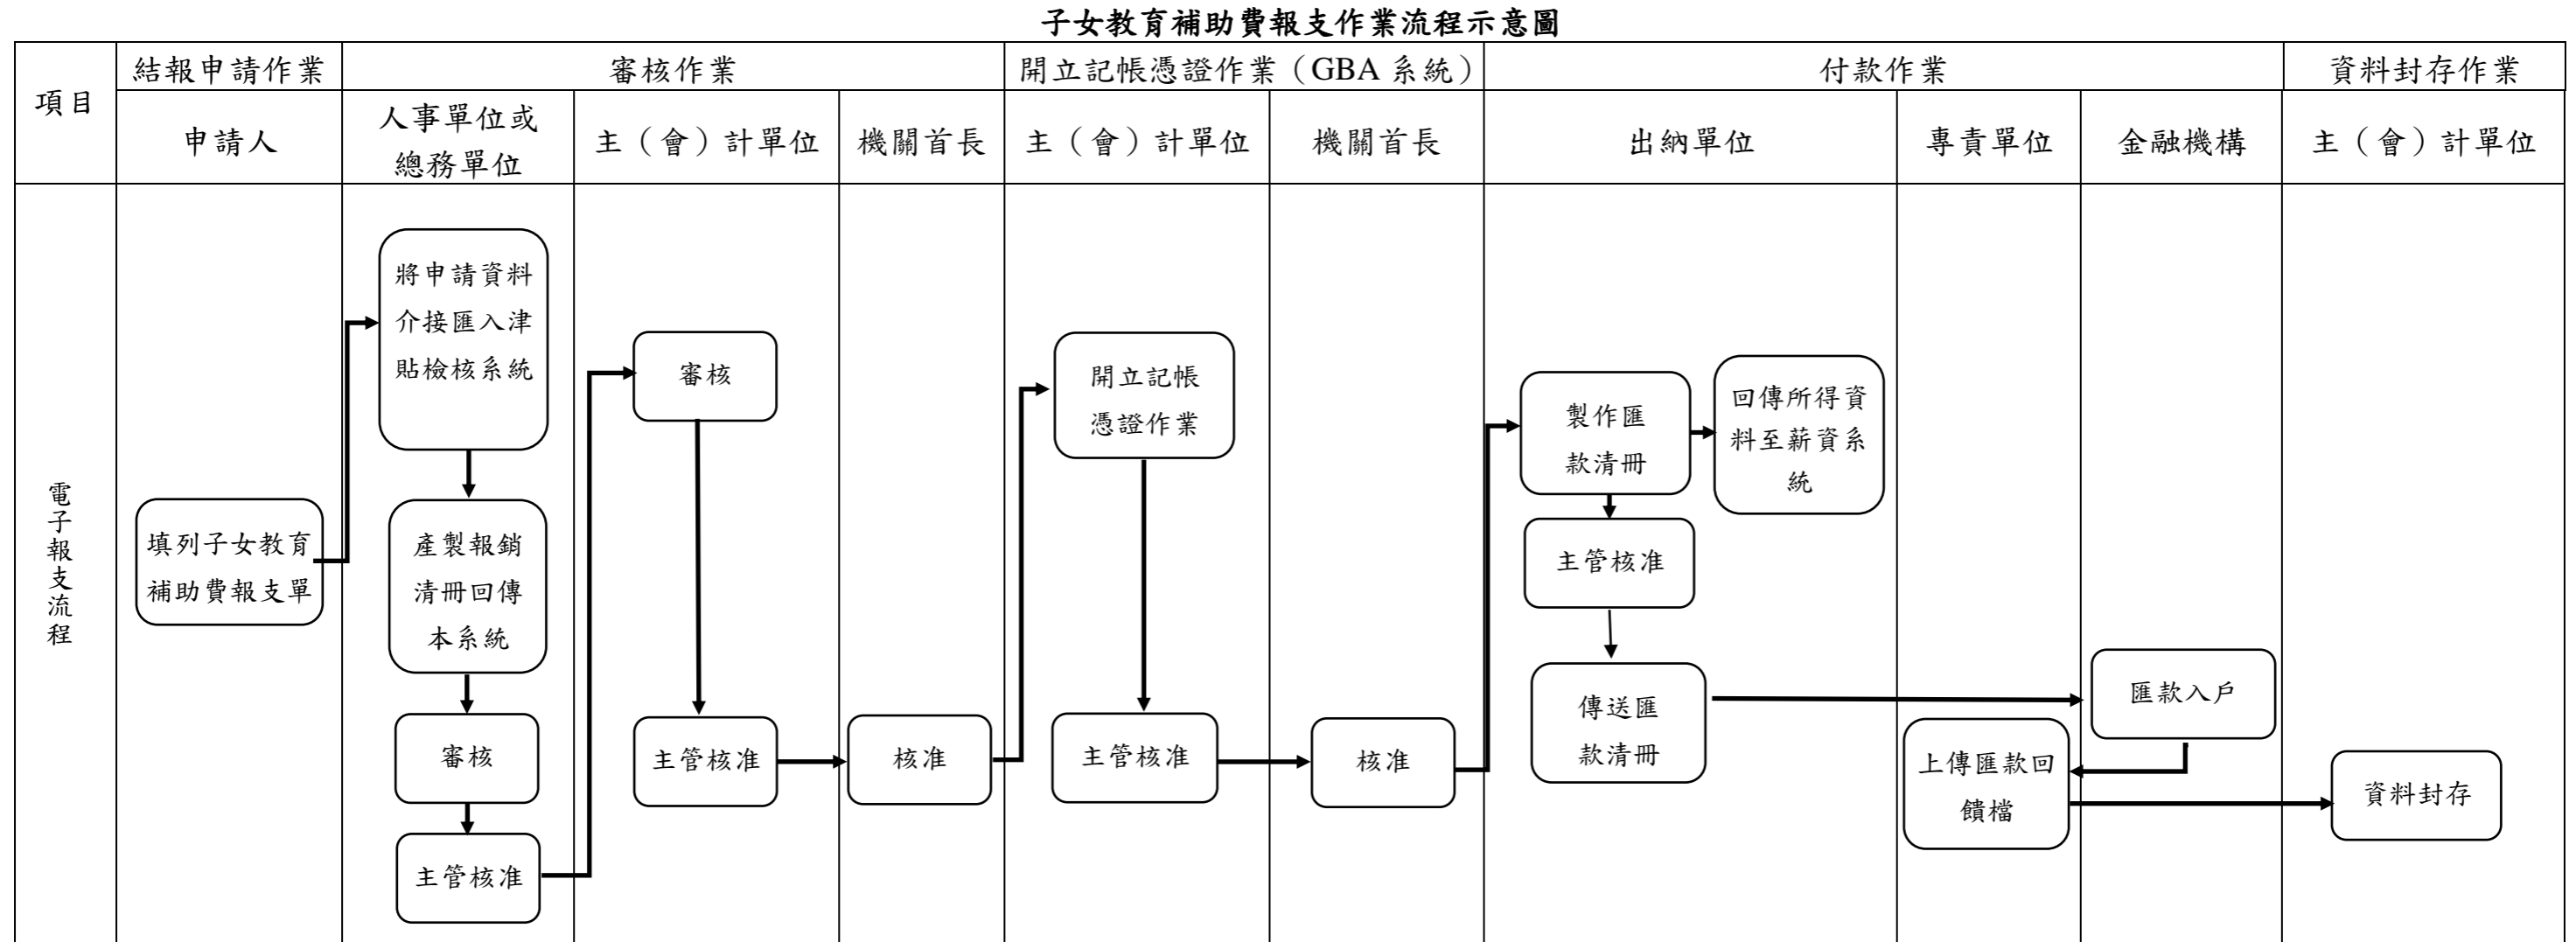 子女教育補助費報支作業流程示意圖
項目
結報申請作業
審核作業
開立記帳憑證作業（GBA 系統）
付款作業
資料封存作業
申請人
人事單位或
總務單位
主（會）計單位
機關首長
主（會）計單位
機關首長
出納單位
專責單位
金融機構
主（會）計單位
電子報支流程
填列子女教育
補助費報支單
將申請資料
介接匯入津
貼檢核系統
產製報銷
清冊回傳
本系統
審核
主管核准
審核
主管核准
核准
開立記帳
憑證作業
主管核准
核准
製作匯
款清冊
回傳所得資
料至薪資系
統
主管核准
傳送匯
款清冊
匯款入戶
上傳匯款回
饋檔
資料封存